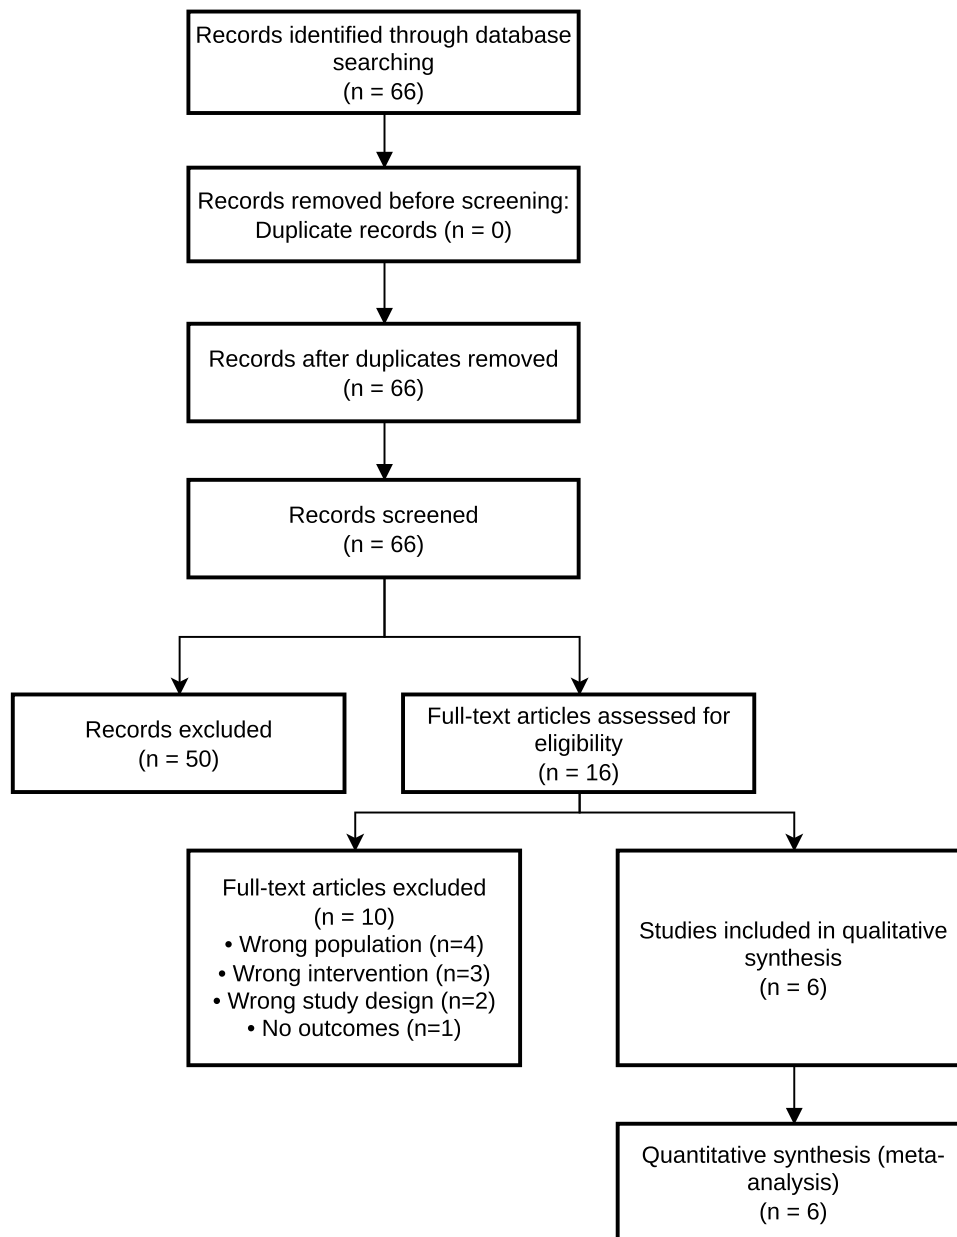 Records identified through database
searching
(n = 66)
Records removed before screening:
Duplicate records (n = 0)
Records after duplicates removed
(n = 66)
Records screened
(n = 66)
Records excluded
(n = 50)
Full-text articles assessed for
eligibility
(n = 16)
Full-text articles excluded
(n = 10)
• Wrong population (n=4)
• Wrong intervention (n=3)
• Wrong study design (n=2)
• No outcomes (n=1)
Studies included in qualitative
synthesis
(n = 6)
Quantitative synthesis (meta-
analysis)
(n = 6)